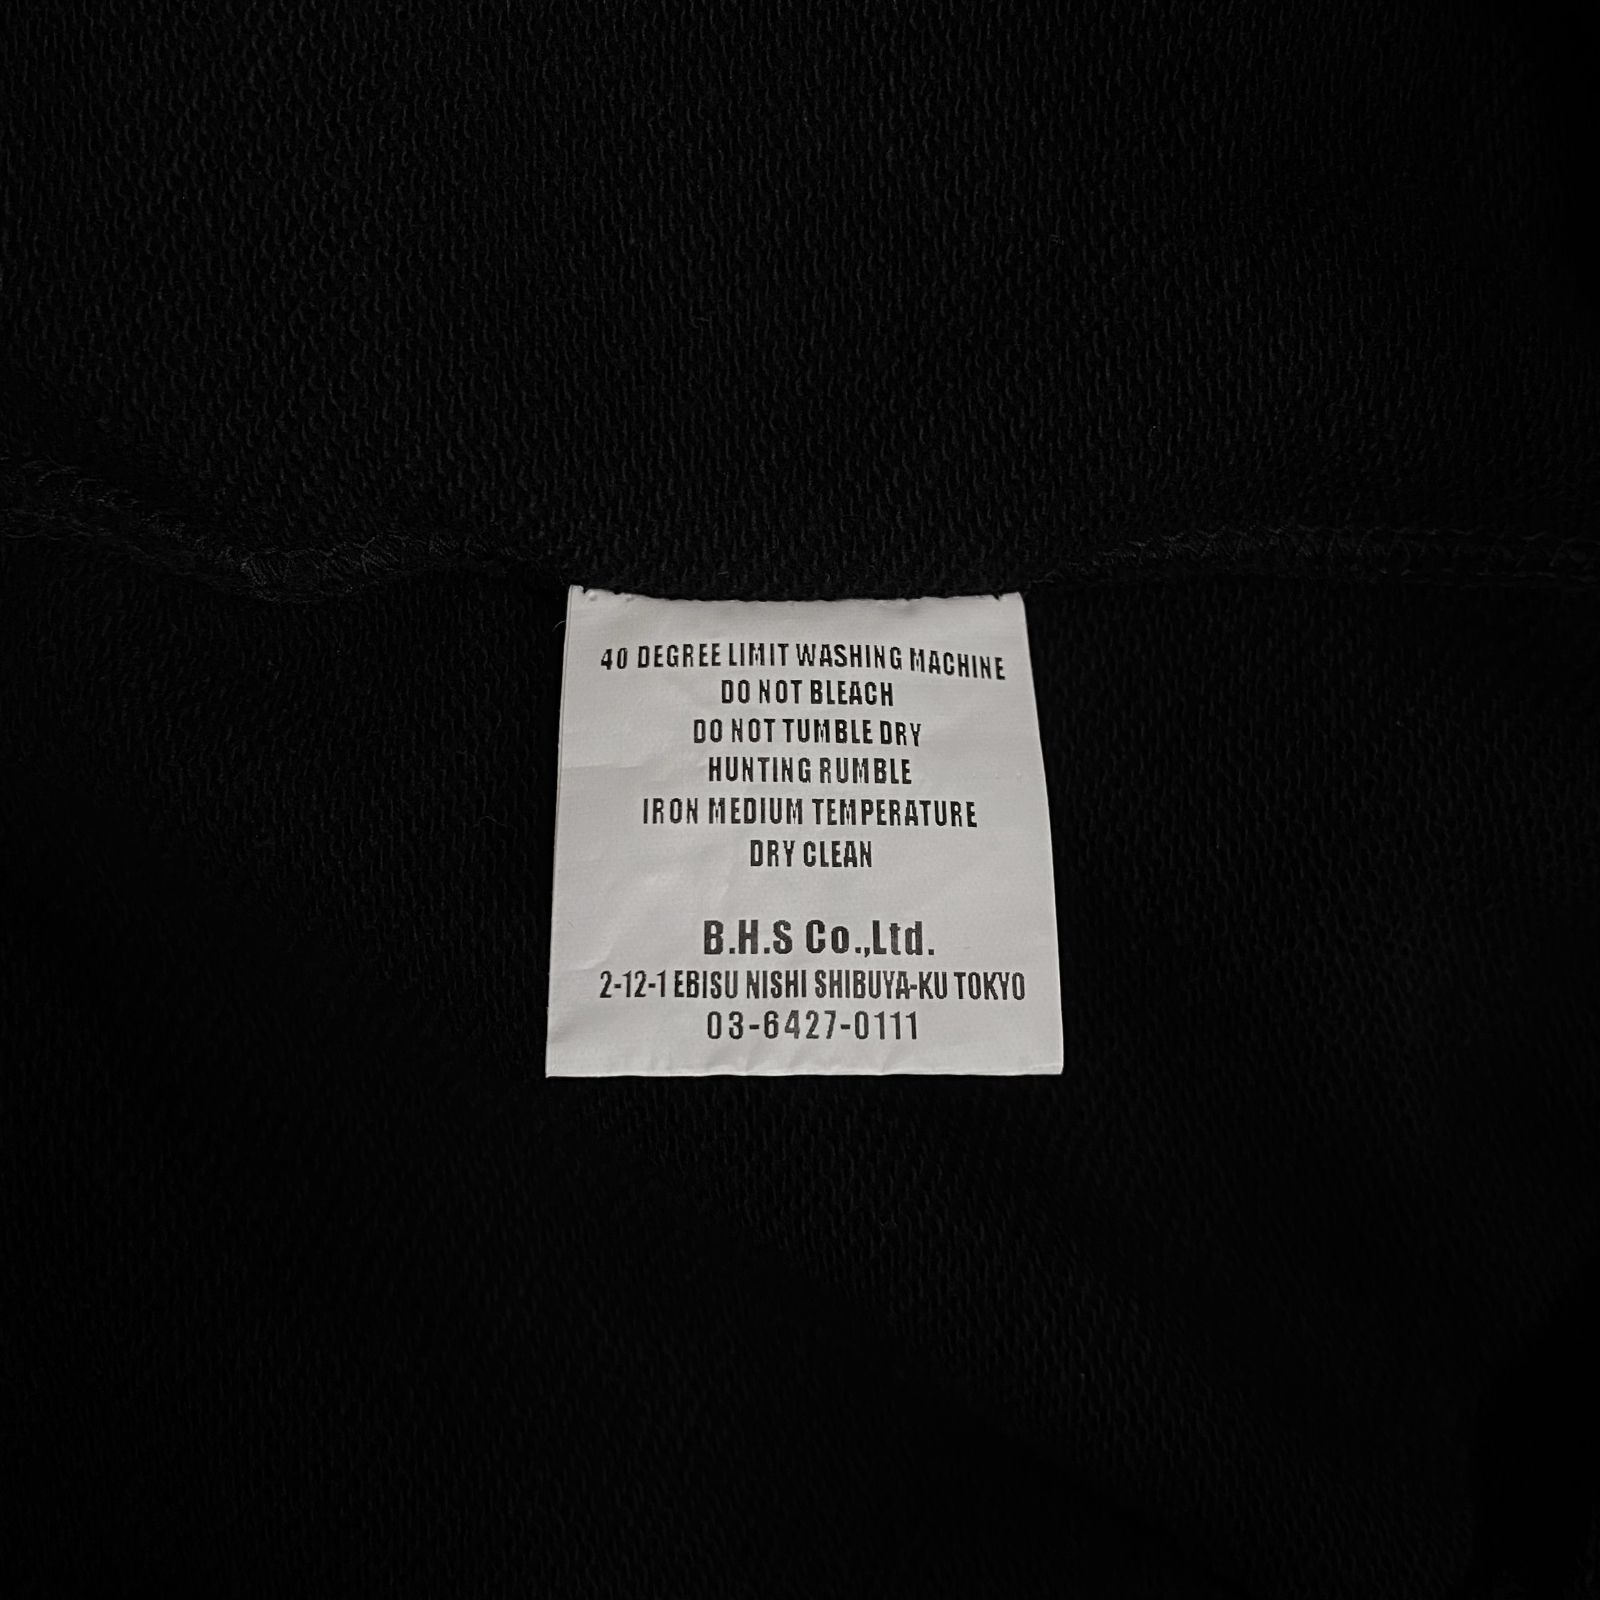 40 DEGREE LIMIT WASHING MACHINE
DO NOT BLEACH
DO NOT TUMBLE DRY
HUNTING RUMBLE
IRON MEDIUM TEMPERATURE
DRY CLEAN
B.H.S Co.,Ltd.
2-12-1 EBISU NISHI SHIBUYA-KU TOKYO
03-6427-0111